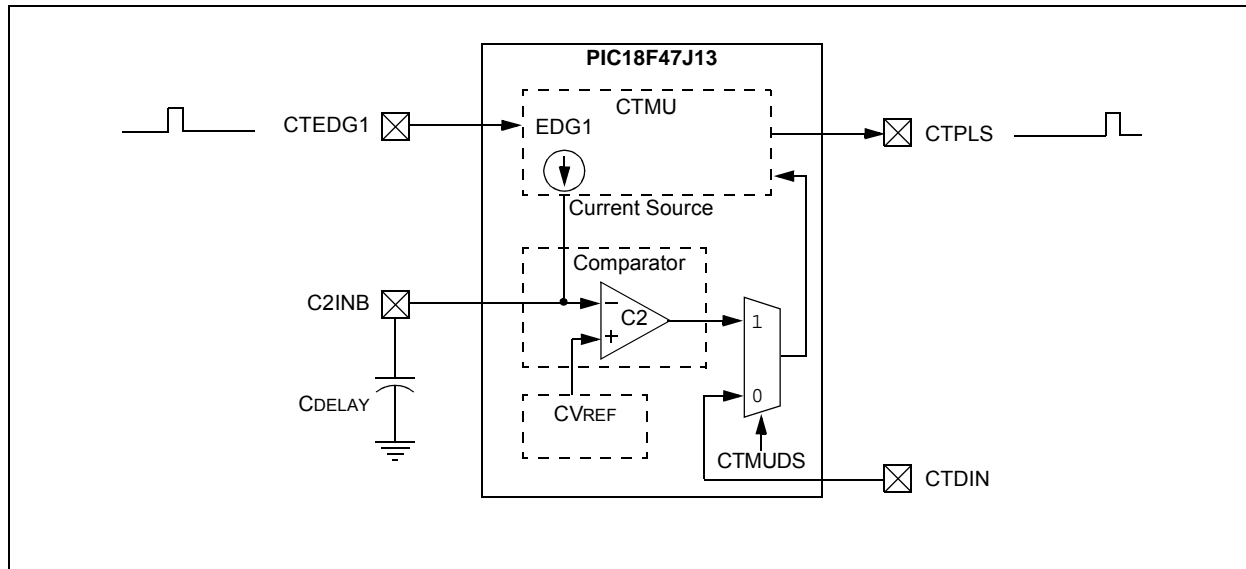 PIC18F47J13
CTMU
CTEDG1
EDG1
CTPLS
Current Source
Comparator
C2INB
−
C2
+
1
CDELAY
CVREF
0
CTMUDS
CTDIN